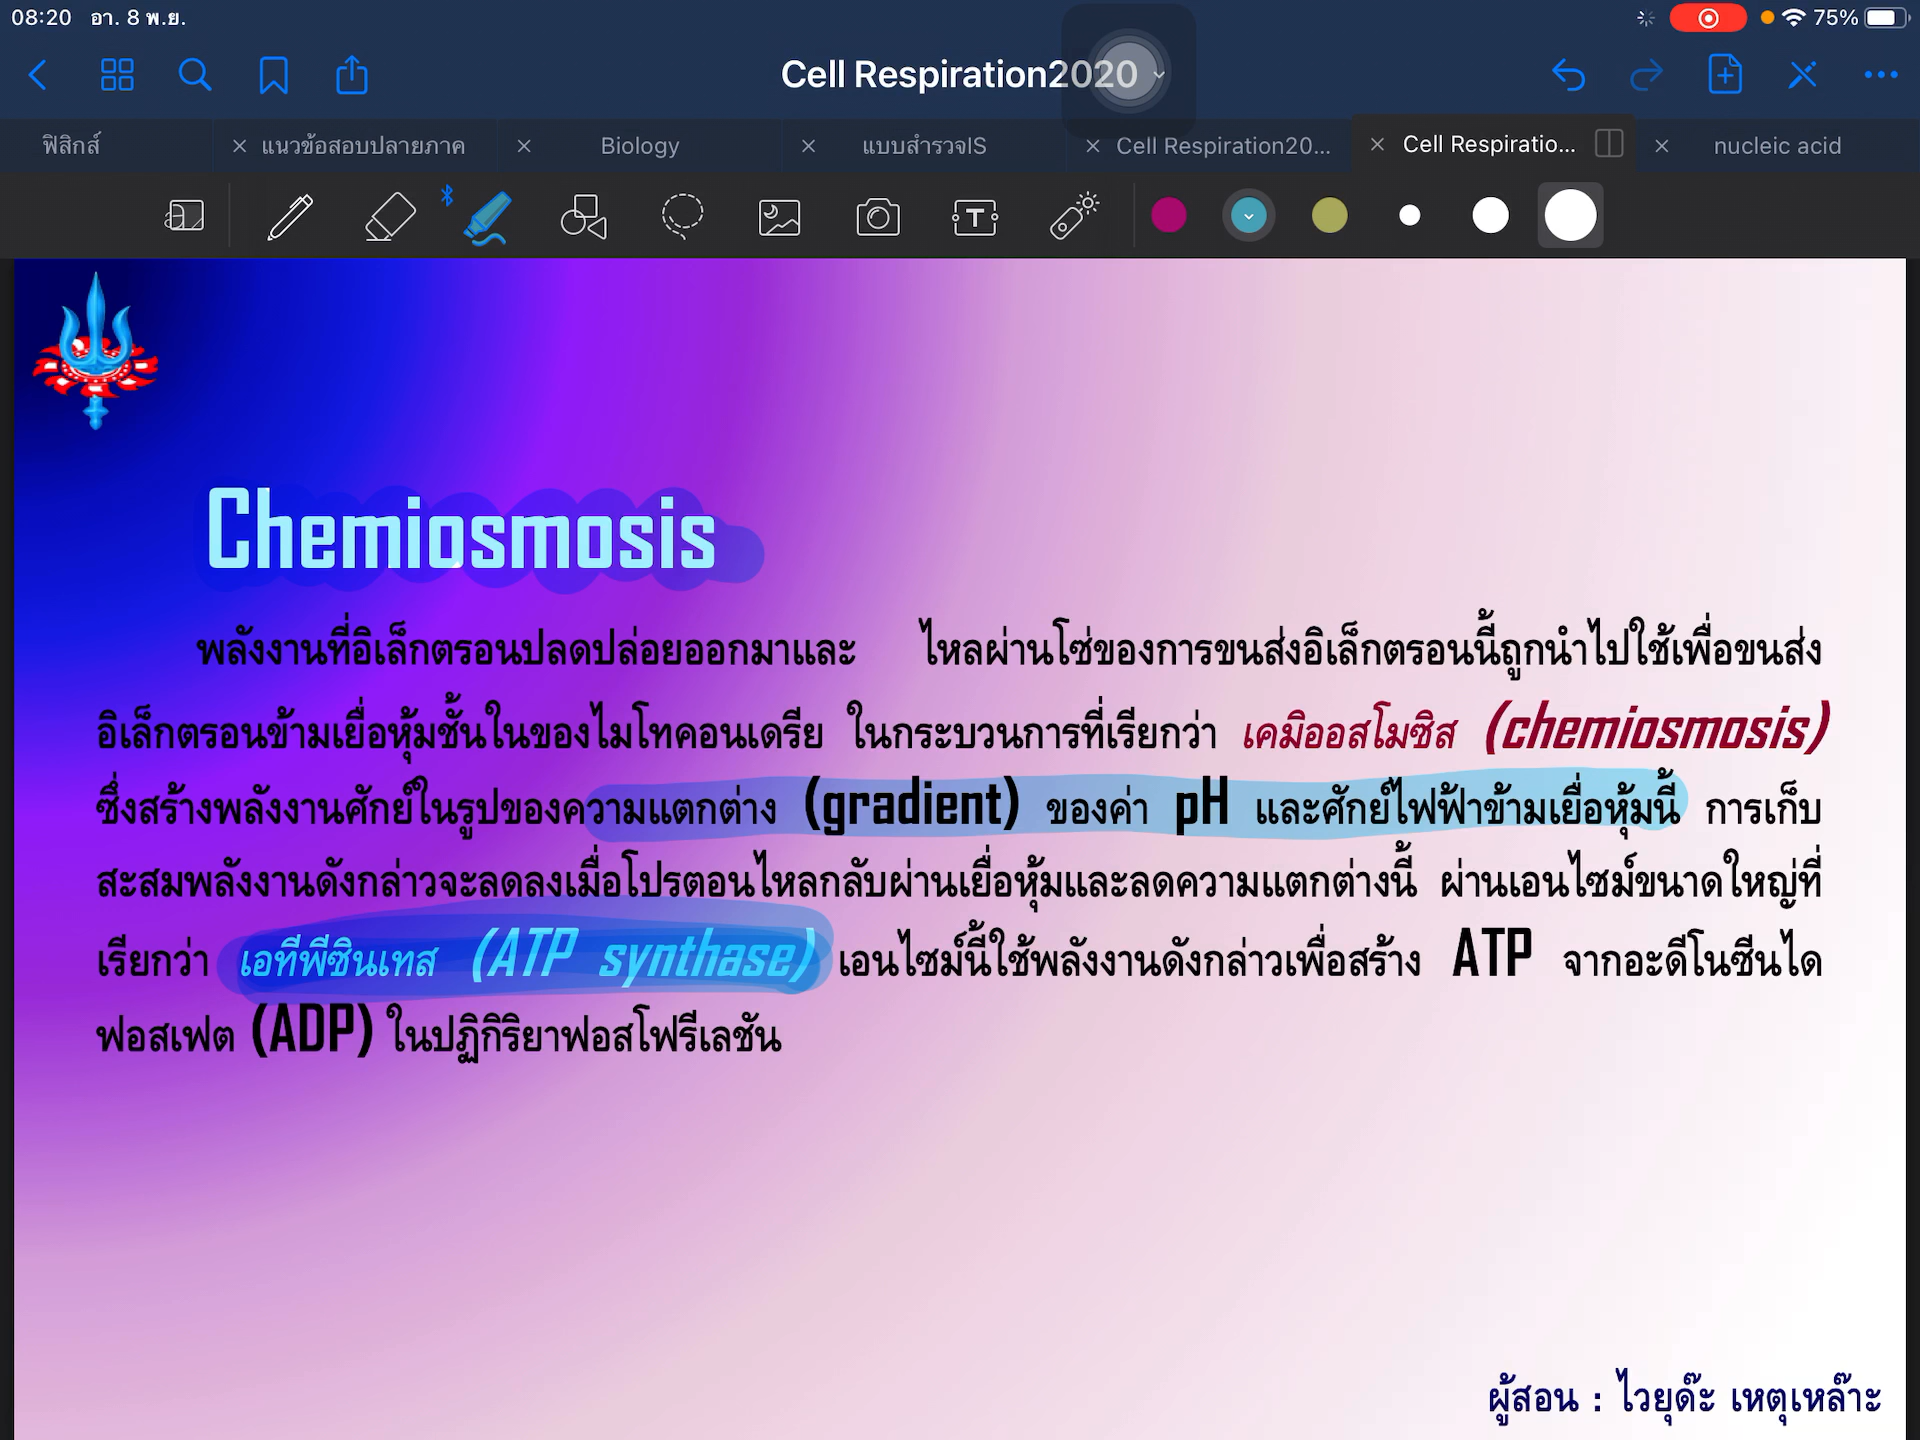 08:20 อา. 8 พ.ย.
75%
Cell Respiration2020
ฟิสิกส์
แนวข้อสอบปลายภาค
Biology
แบบสำรวจIS
Cell Respiration20...
Cell Respiratio...
nucleic acid
Chemiosmosis
พลังงานที่อิเล็กตรอนปลดปล่อยออกมาและ ไหลผ่านโซ่ของการขนส่งอิเล็กตรอนนี้ถูกนำไปใช้เพื่อขนส่ง
อิเล็กตรอนข้ามเยื่อหุ้มชั้นในของไมโทคอนเดรีย ในกระบวนการที่เรียกว่า เคมิออสโมซิส (chemiosmosis)
ซึ่งสร้างพลังงานศักย์ในรูปของความแตกต่าง (gradient) ของค่า pH และศักย์ไฟฟ้าข้ามเยื่อหุ้มนี้ การเก็บ
สะสมพลังงานดังกล่าวจะลดลงเมื่อโปรตอนไหลกลับผ่านเยื่อหุ้มและลดความแตกต่างนี้ ผ่านเอนไซม์ขนาดใหญ่ที่
เรียกว่า เอทีพีซินเทส (ATP synthase) เอนไซม์นี้ใช้พลังงานดังกล่าวเพื่อสร้าง ATP จากอะดีโนซีนได
ฟอสเฟต (ADP) ในปฏิกิริยาฟอสโฟรีเลชัน
ผู้สอน : ไวยุด๊ะ เหตุเหล๊าะ